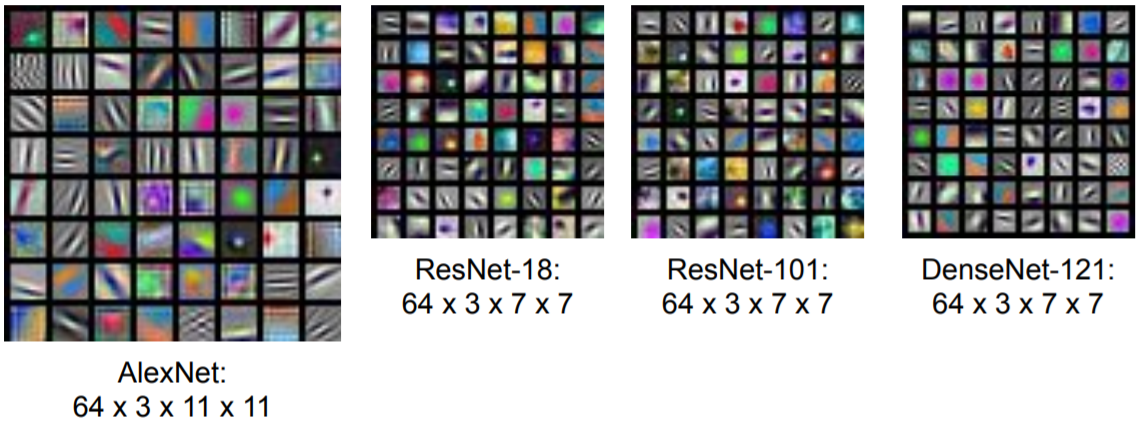 ResNet-18:
64 x 3 x 7 x 7
ResNet-101:
64 x 3 x 7 x 7
DenseNet-121:
64 x 3 x 7 x 7
AlexNet:
64 x 3 x 11 x 11